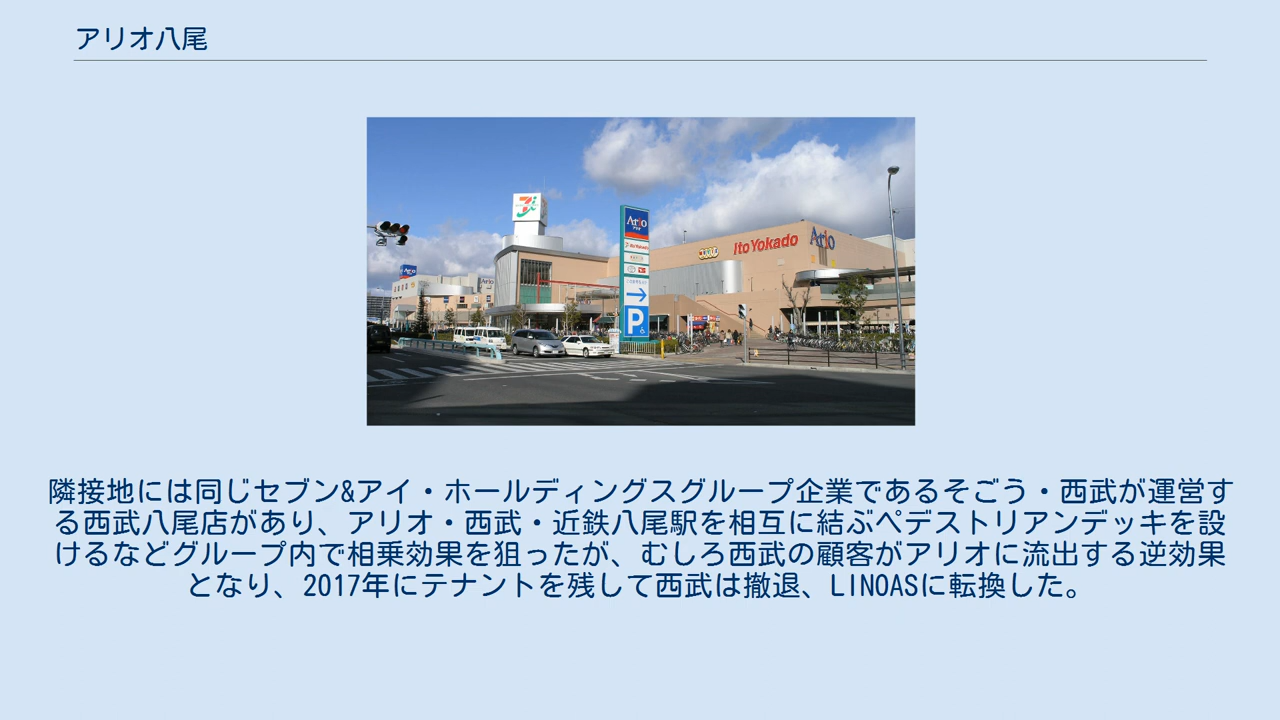 アリオ八尾
Ario
アリオ
Ito Yokado
P
Ito Yokado
Ario
Ario
隣接地には同じセブン&アイ・ホールディングスグループ企業であるそごう・西武が運営す
る西武八尾店があり、アリオ・西武・近鉄八尾駅を相互に結ぶペデストリアンデッキを設
けるなどグループ内で相乗効果を狙ったが、むしろ西武の顧客がアリオに流出する逆効果
となり、2017年にテナントを残して西武は撤退、LINOASに転換した。